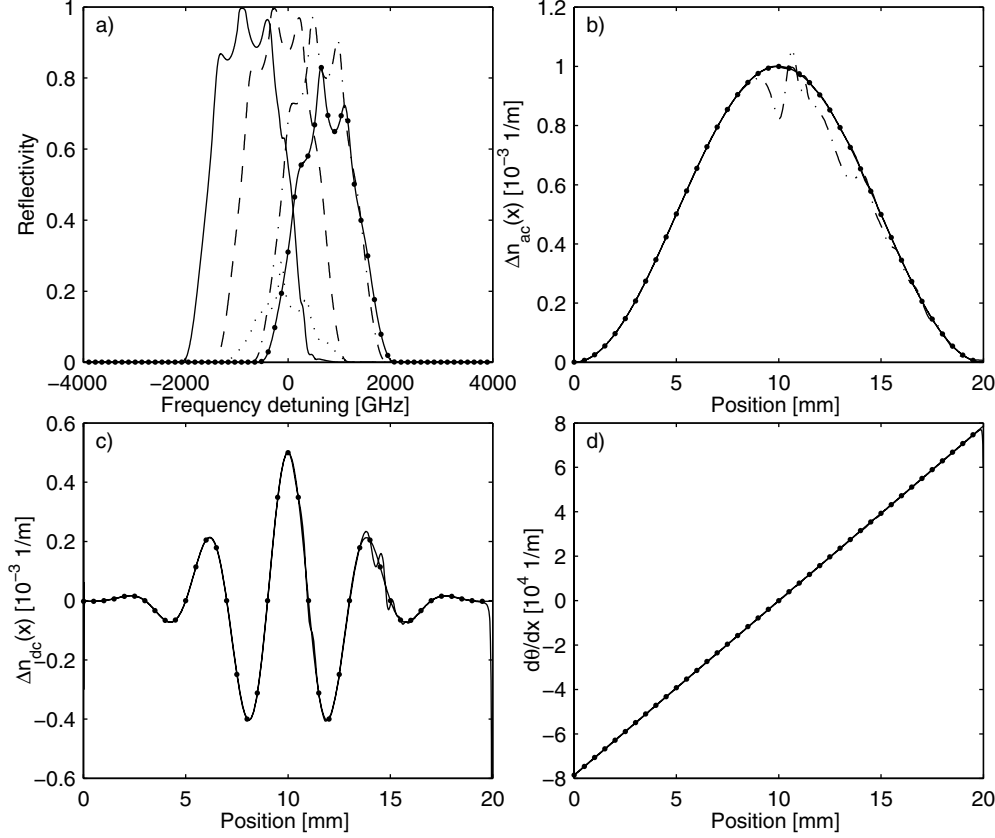 a)
Reflectivity
1
0.8
0.6
0.4
0.2
0
−4000 −2000 0 2000 4000
Frequency detuning [GHz]
b)
Δn_ac(x) [10^−3 1/m]
1.2
1
0.8
0.6
0.4
0.2
0
0 5 10 15 20
Position [mm]
c)
Δn_dc(x) [10^−3 1/m]
0.6
0.4
0.2
0
−0.2
−0.4
−0.6
0 5 10 15 20
Position [mm]
d)
dθ/dx [10^4 1/m]
8
6
4
2
0
−2
−4
−6
−8
0 5 10 15 20
Position [mm]